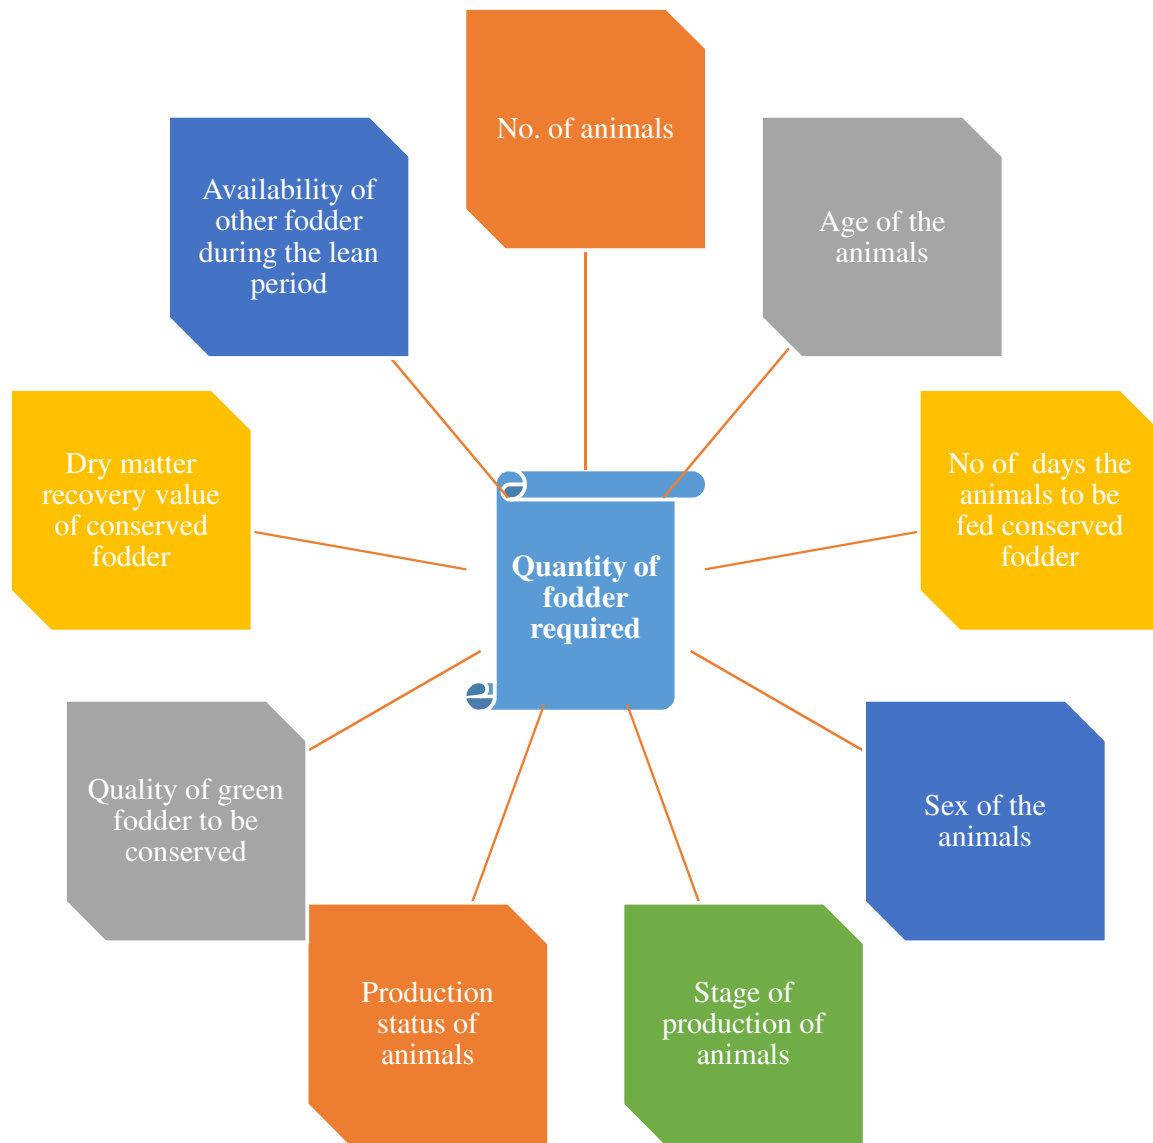 No. of animals
Age of the
animals
No of  days the
animals to be
fed conserved
fodder
Sex of the
animals
Stage of
production of
animals
Production
status of
animals
Quality of green
fodder to be
conserved
Dry matter
recovery value
of conserved
fodder
Availability of
other fodder
during the lean
period
Quantity of
fodder
required